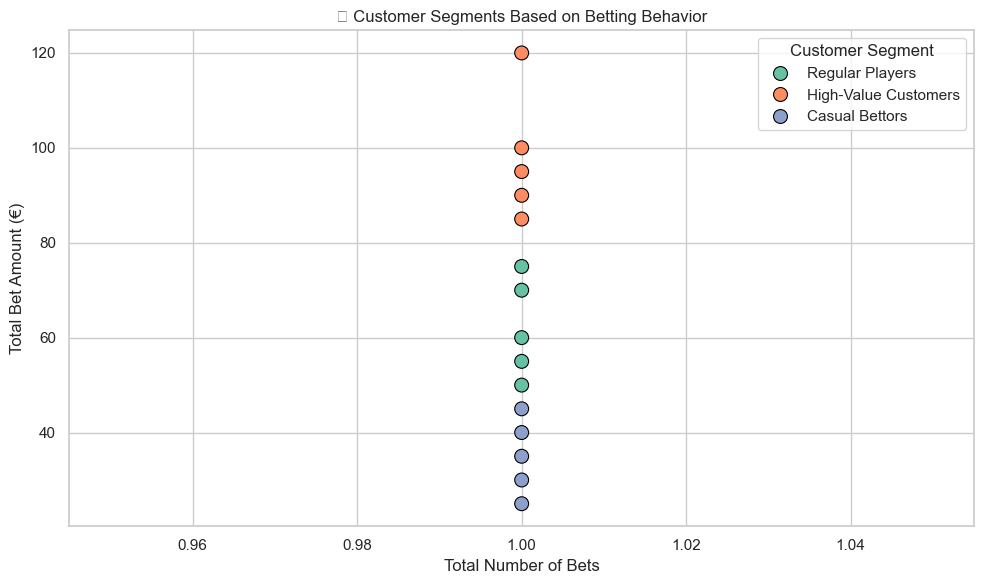 Customer Segments Based on Betting Behavior
Customer Segment
Regular Players
High-Value Customers
Casual Bettors
Total Bet Amount (€)
120
100
80
60
40
0.96
0.98
1.00
1.02
1.04
Total Number of Bets